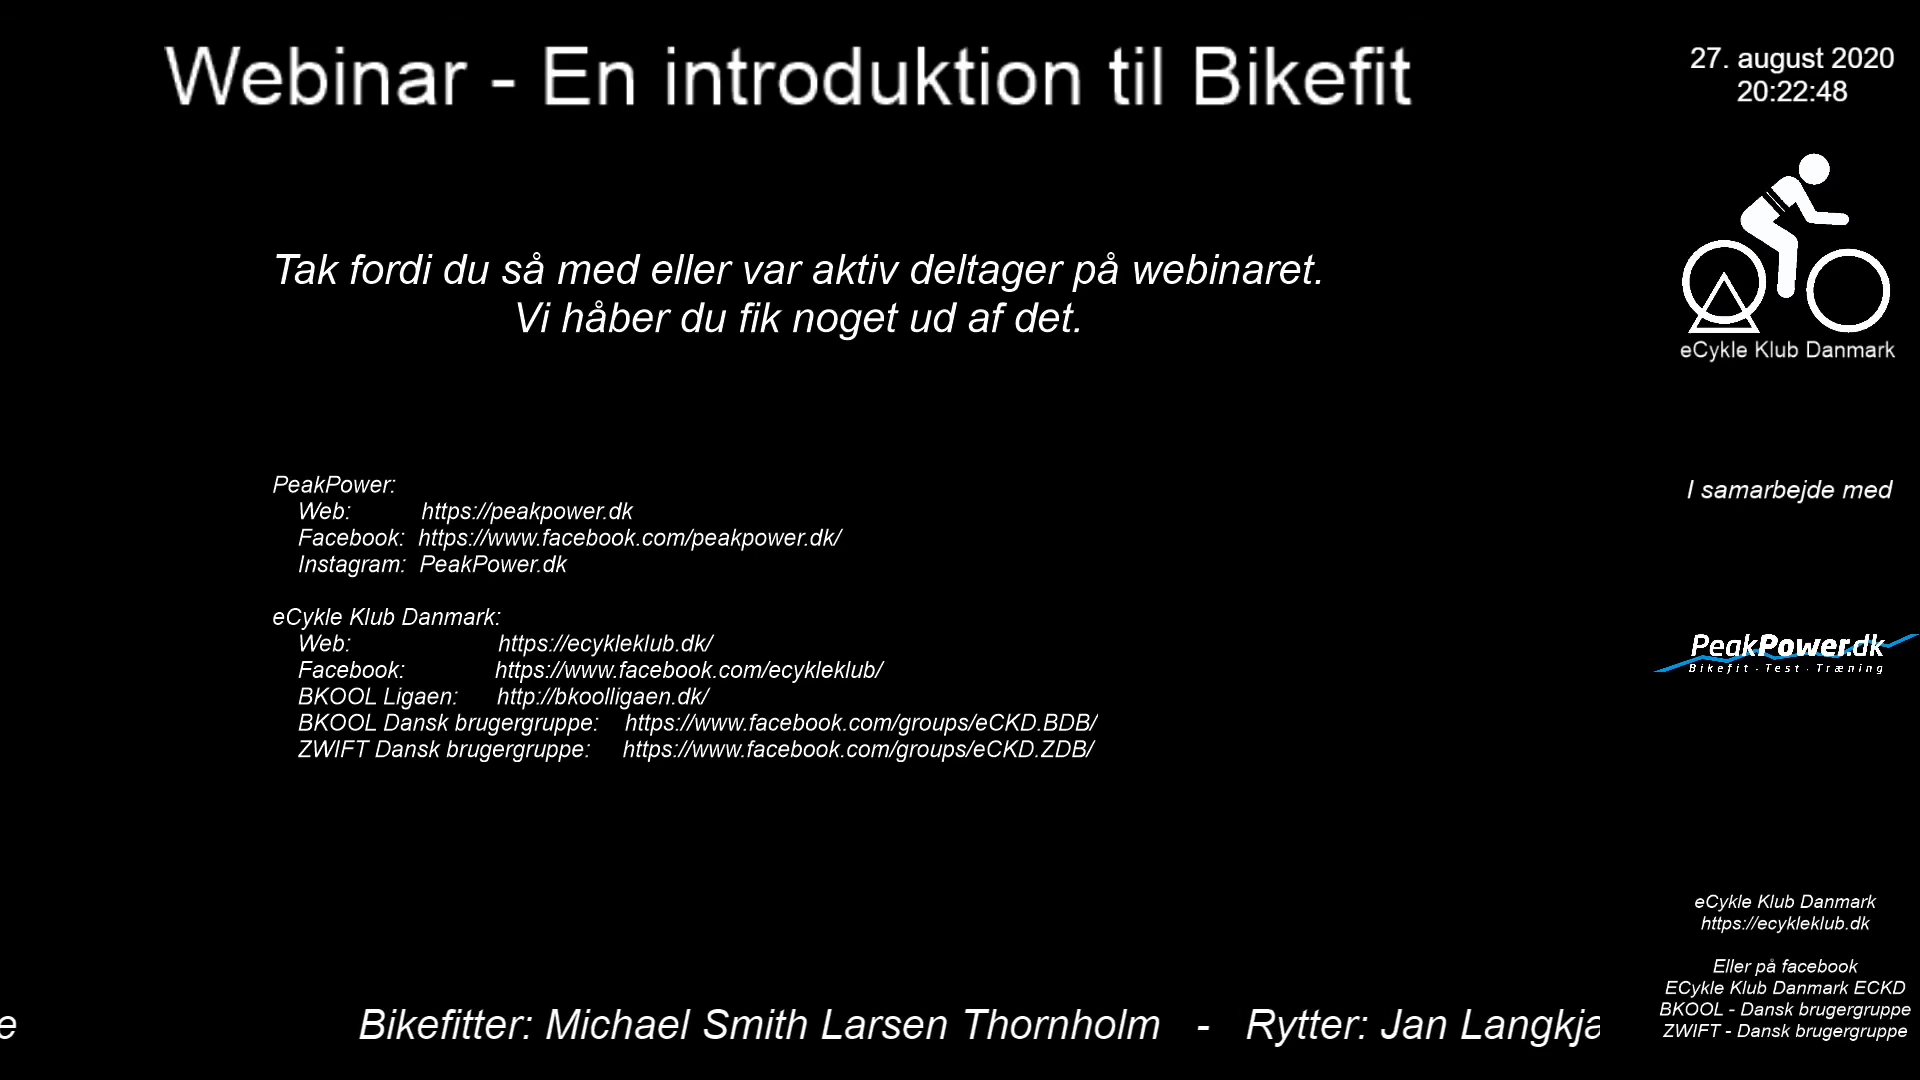 Webinar - En introduktion til Bikefit
27. august 2020
20:22:48
eCykle Klub Danmark
Tak fordi du så med eller var aktiv deltager på webinaret.
Vi håber du fik noget ud af det.
PeakPower:
Web: https://peakpower.dk
Facebook: https://www.facebook.com/peakpower.dk/
Instagram: PeakPower.dk
eCykle Klub Danmark:
Web: https://ecykleklub.dk/
Facebook: https://www.facebook.com/ecykleklub/
BKOOL Ligaen: http://bkoolligaen.dk/
BKOOL Dansk brugergruppe: https://www.facebook.com/groups/eCKD.BDB/
ZWIFT Dansk brugergruppe: https://www.facebook.com/groups/eCKD.ZDB/
I samarbejde med
PeakPower.dk
Bikefit · Test · Træning
eCykle Klub Danmark
https://ecykleklub.dk
Eller på facebook
ECykle Klub Danmark ECKD
BKOOL - Dansk brugergruppe
ZWIFT - Dansk brugergruppe
Bikefitter: Michael Smith Larsen Thornholm - Rytter: Jan